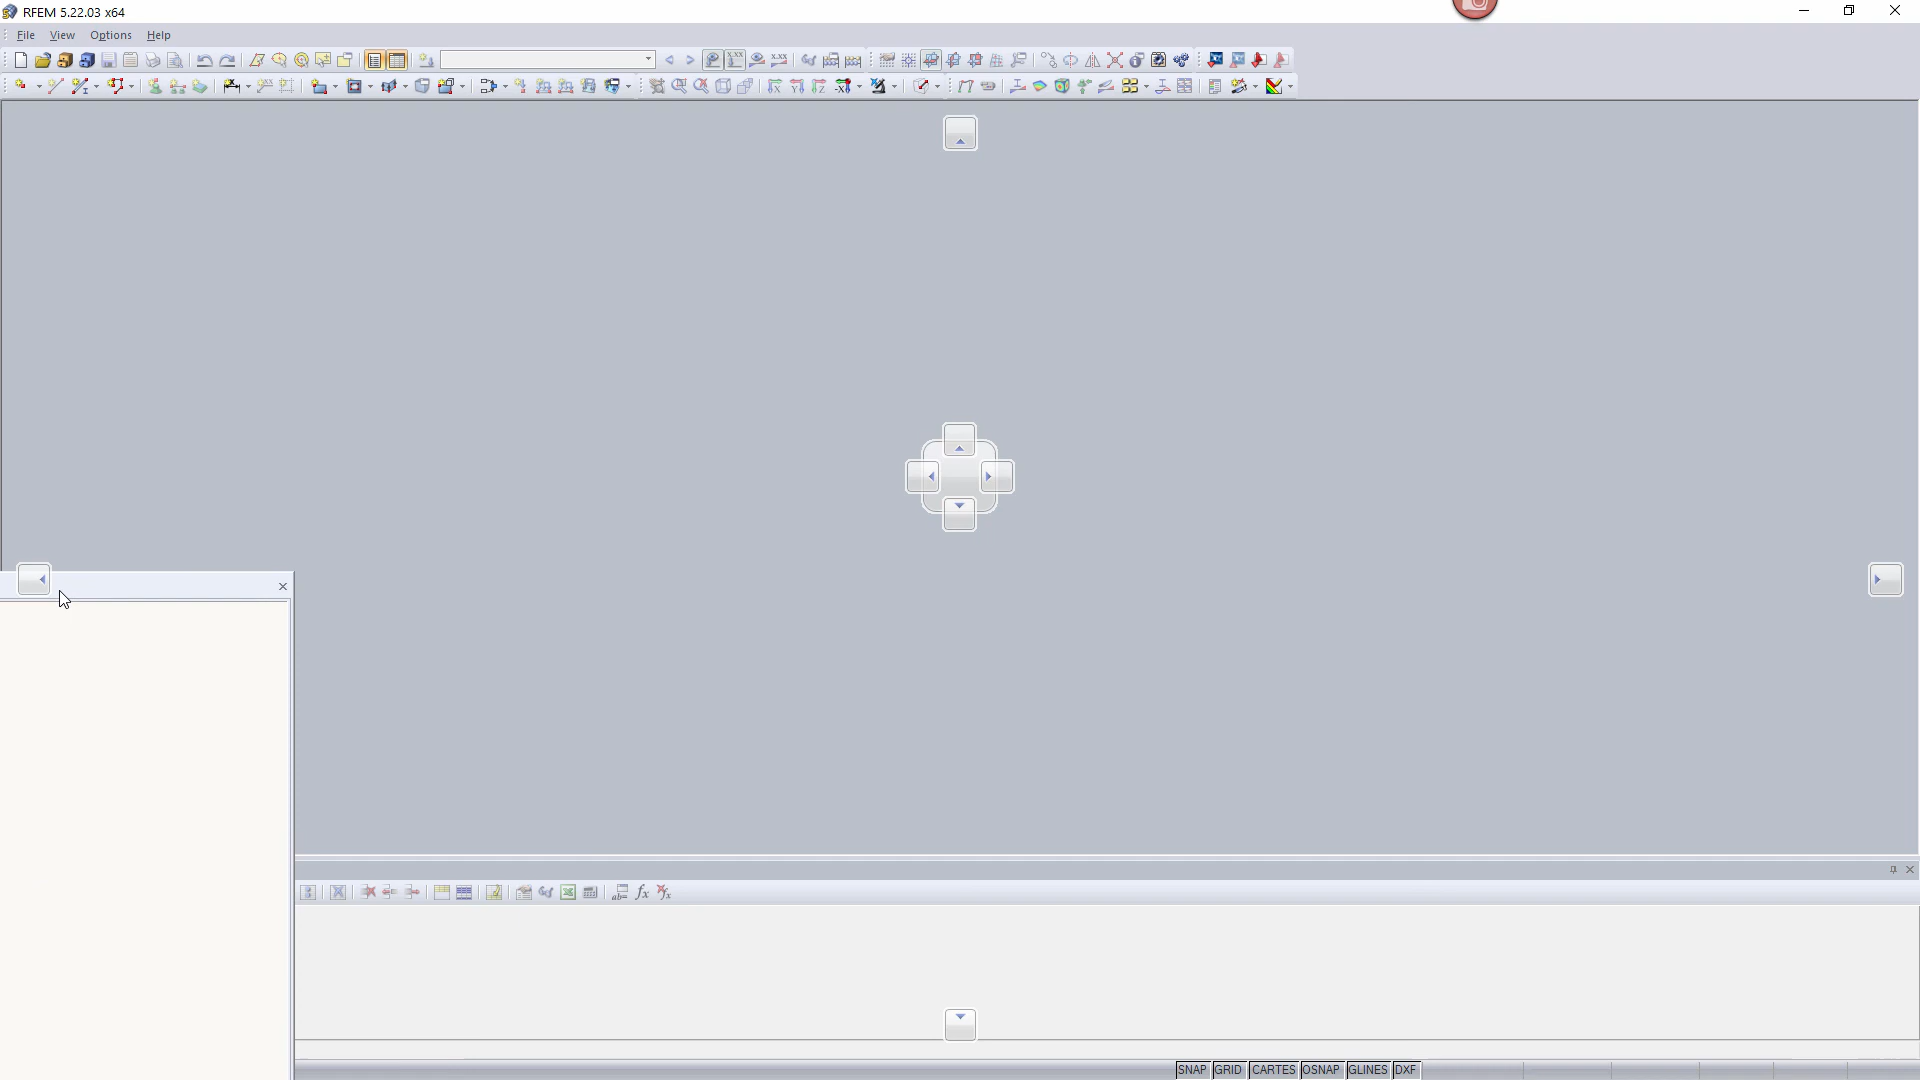 RFEM 5.22.03 x64
File View Options Help
SNAP GRID CARTES OSNAP GLINES DXF